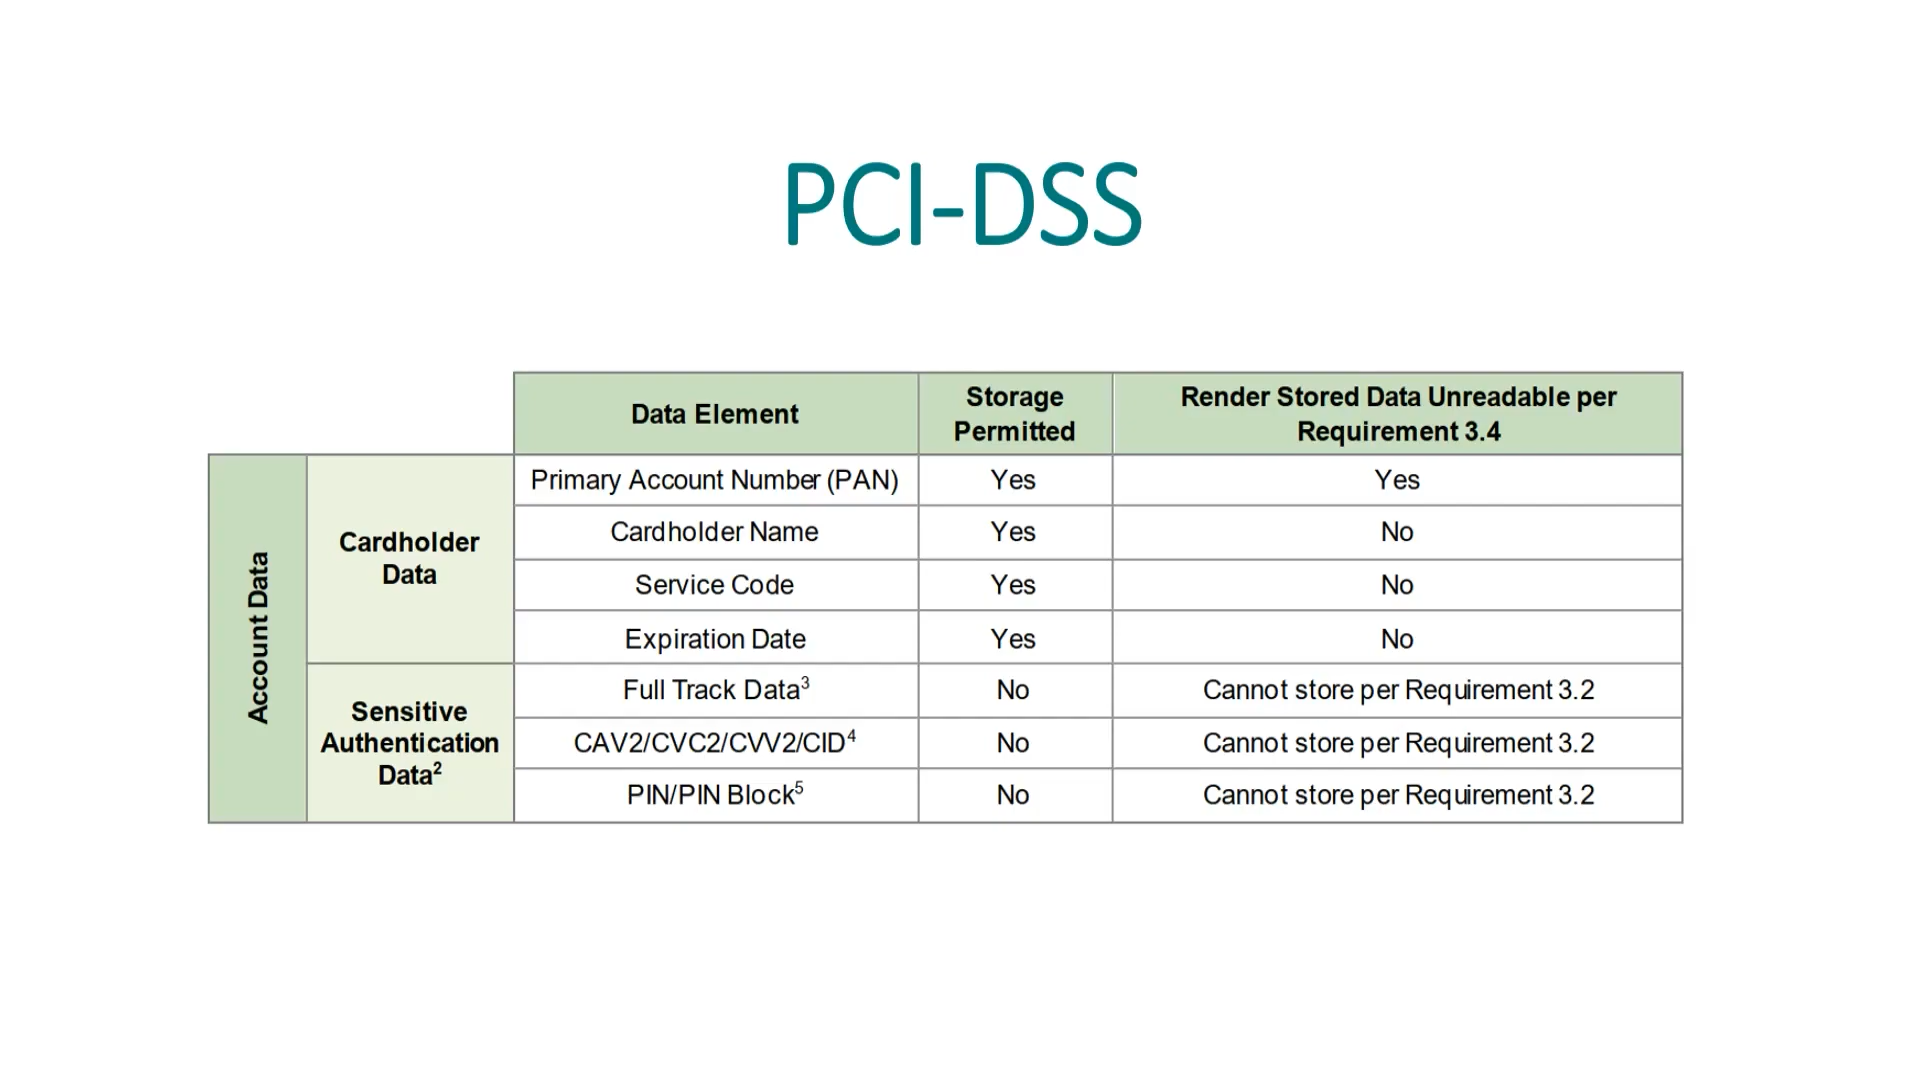 PCI-DSS
Data Element
Storage
Permitted
Render Stored Data Unreadable per
Requirement 3.4
Account Data
Cardholder
Data
Primary Account Number (PAN)
Yes
Yes
Cardholder Name
Yes
No
Service Code
Yes
No
Expiration Date
Yes
No
Sensitive
Authentication
Data²
Full Track Data³
No
Cannot store per Requirement 3.2
CAV2/CVC2/CVV2/CID⁴
No
Cannot store per Requirement 3.2
PIN/PIN Block⁵
No
Cannot store per Requirement 3.2